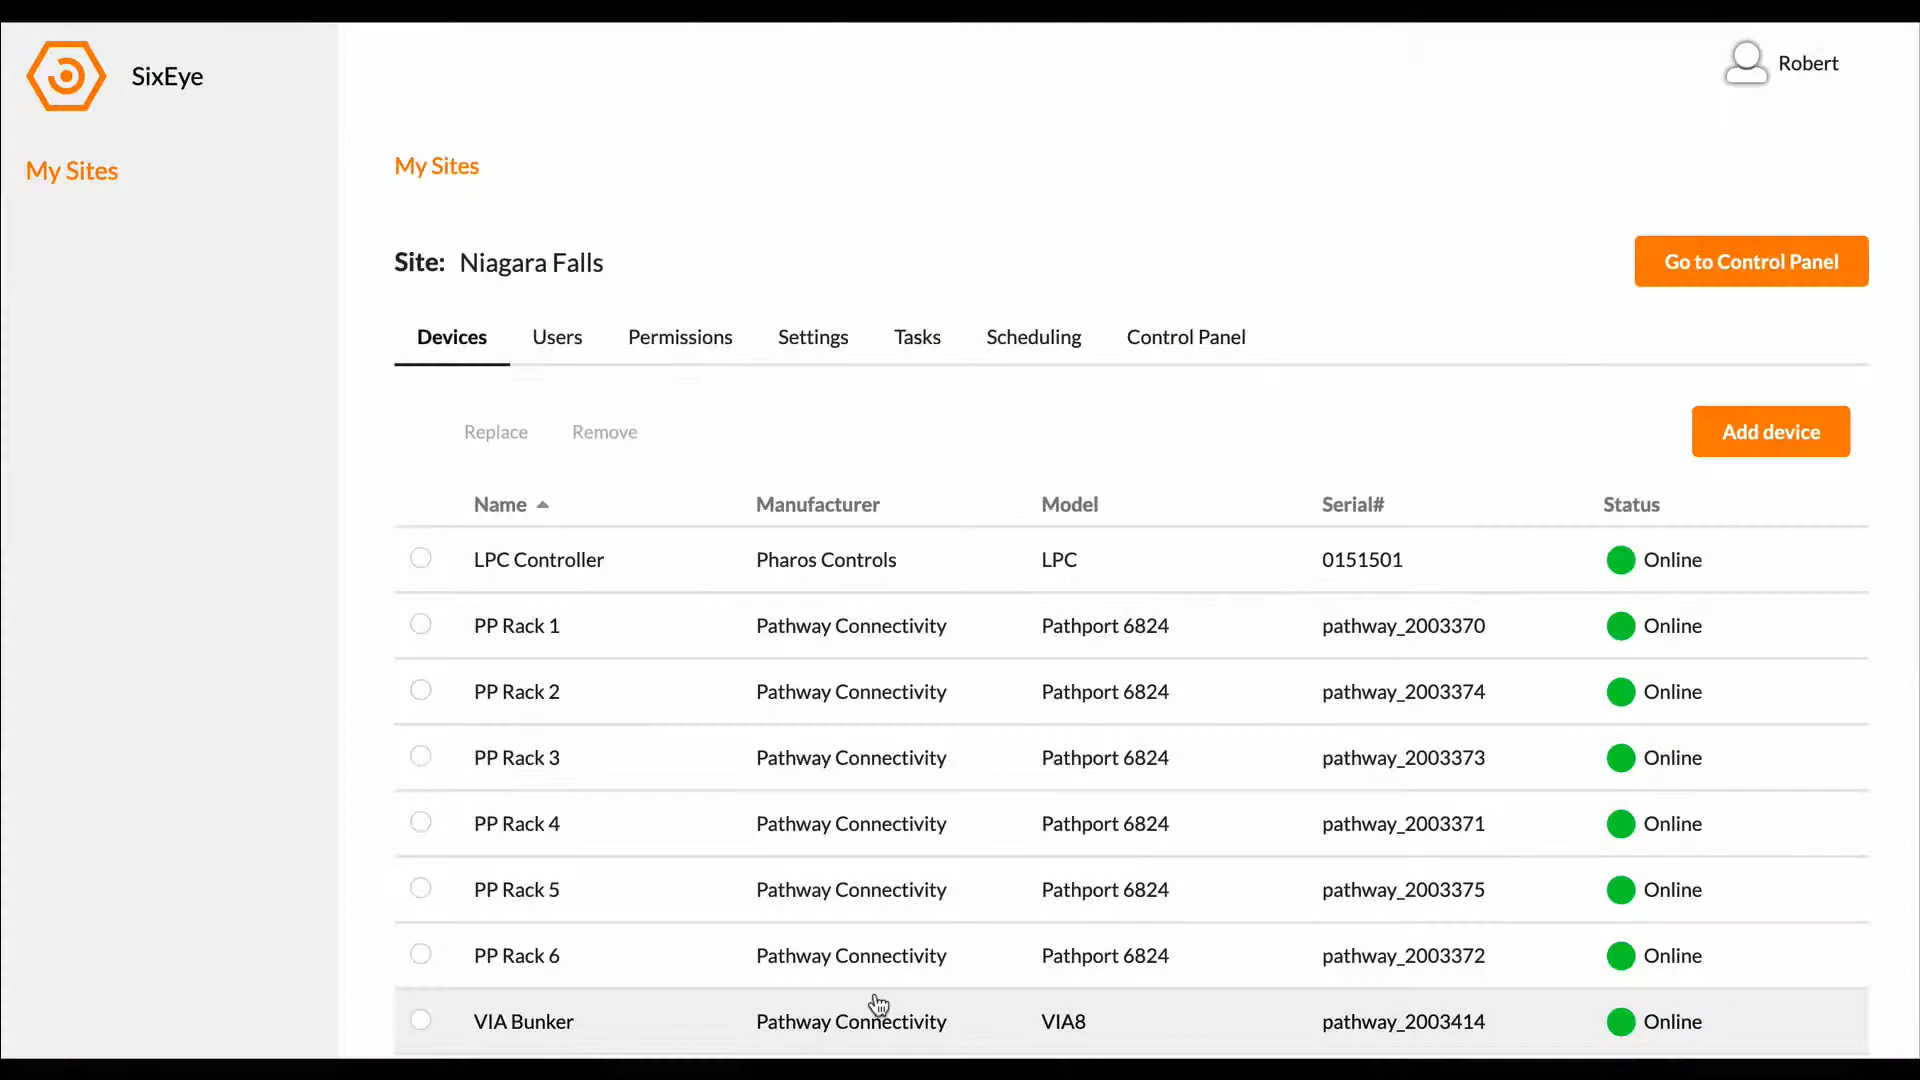 SixEye
Robert
My Sites
My Sites
Site: Niagara Falls
Go to Control Panel
Devices Users Permissions Settings Tasks Scheduling Control Panel
Replace Remove
Add device
Name Manufacturer Model Serial# Status
LPC Controller Pharos Controls LPC 0151501 Online
PP Rack 1 Pathway Connectivity Pathport 6824 pathway_2003370 Online
PP Rack 2 Pathway Connectivity Pathport 6824 pathway_2003374 Online
PP Rack 3 Pathway Connectivity Pathport 6824 pathway_2003373 Online
PP Rack 4 Pathway Connectivity Pathport 6824 pathway_2003371 Online
PP Rack 5 Pathway Connectivity Pathport 6824 pathway_2003375 Online
PP Rack 6 Pathway Connectivity Pathport 6824 pathway_2003372 Online
VIA Bunker Pathway Connectivity VIA8 pathway_2003414 Online